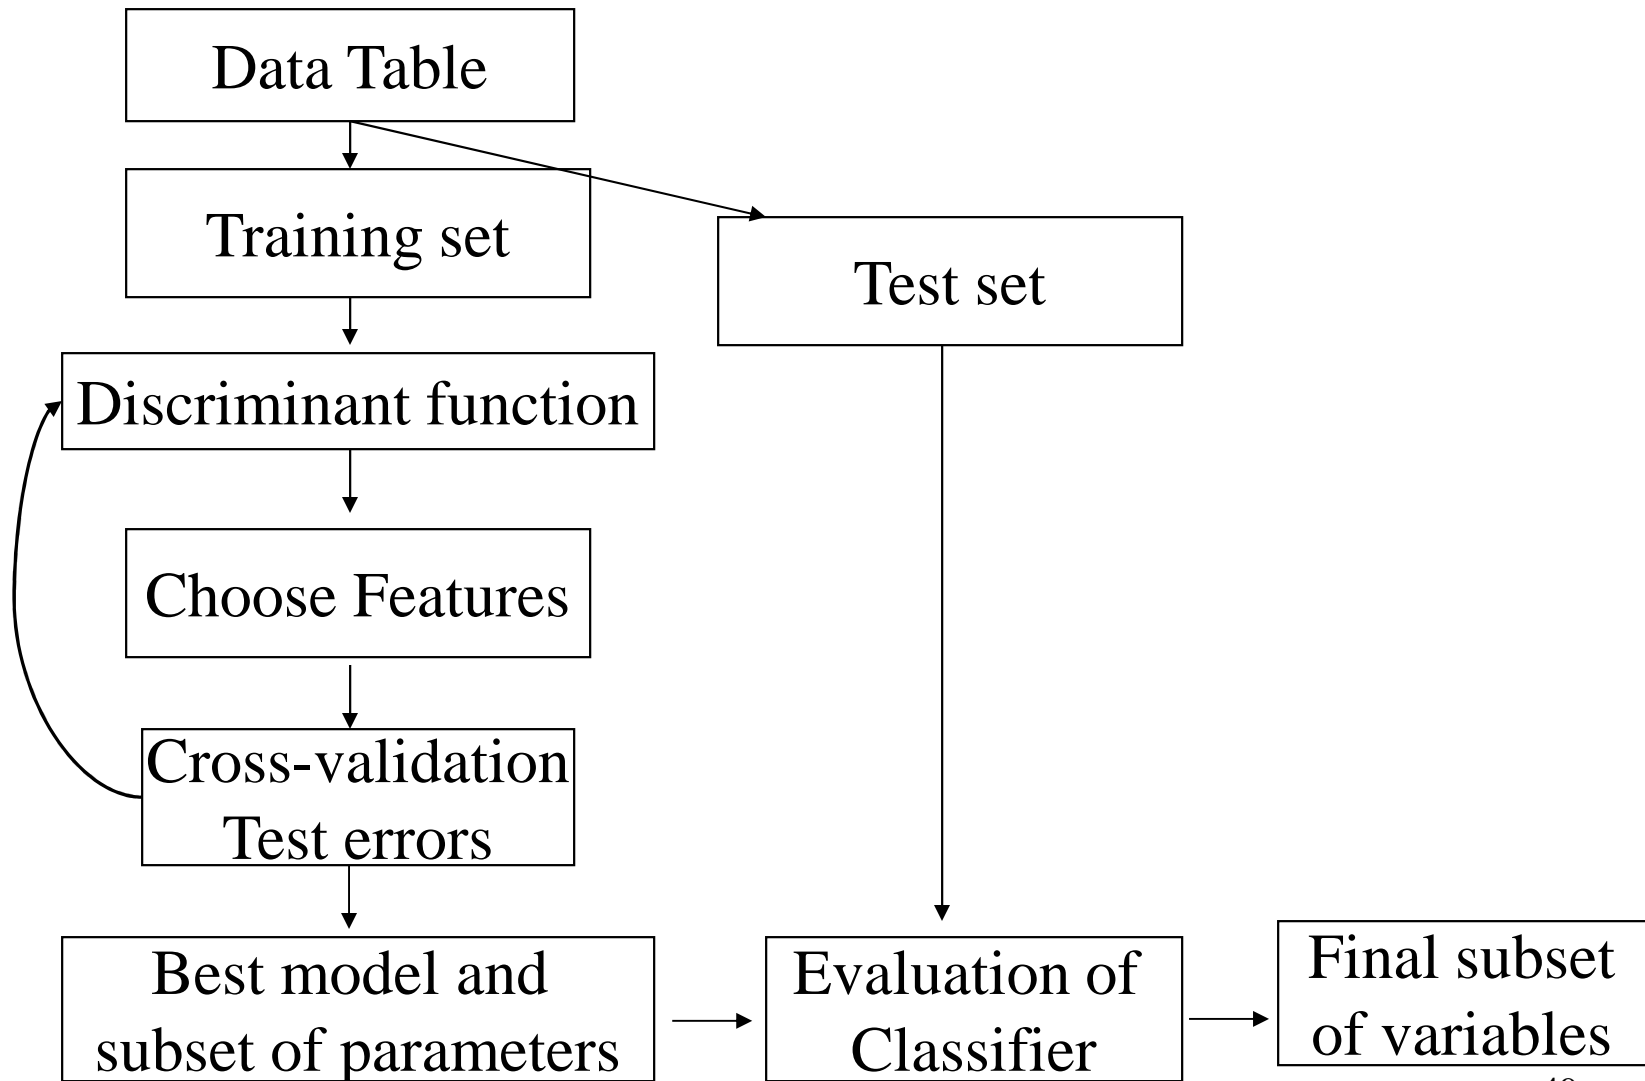 Data Table
Training set
Test set
Discriminant function
Choose Features
Cross-validation
Test errors
Best model and
subset of parameters
Evaluation of
Classifier
Final subset
of variables